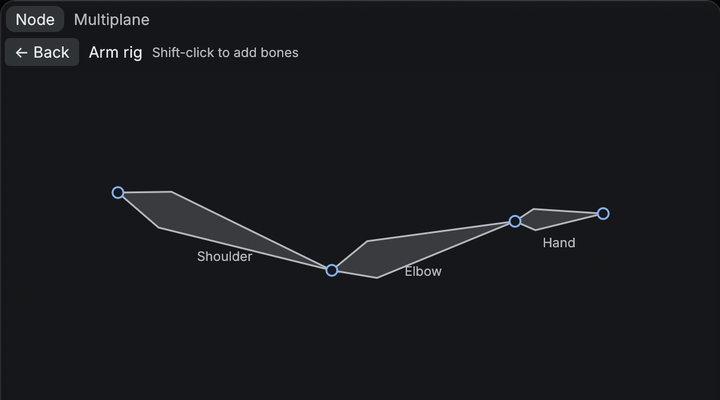 Node Multiplane
← Back Arm rig Shift-click to add bones
Shoulder
Elbow
Hand